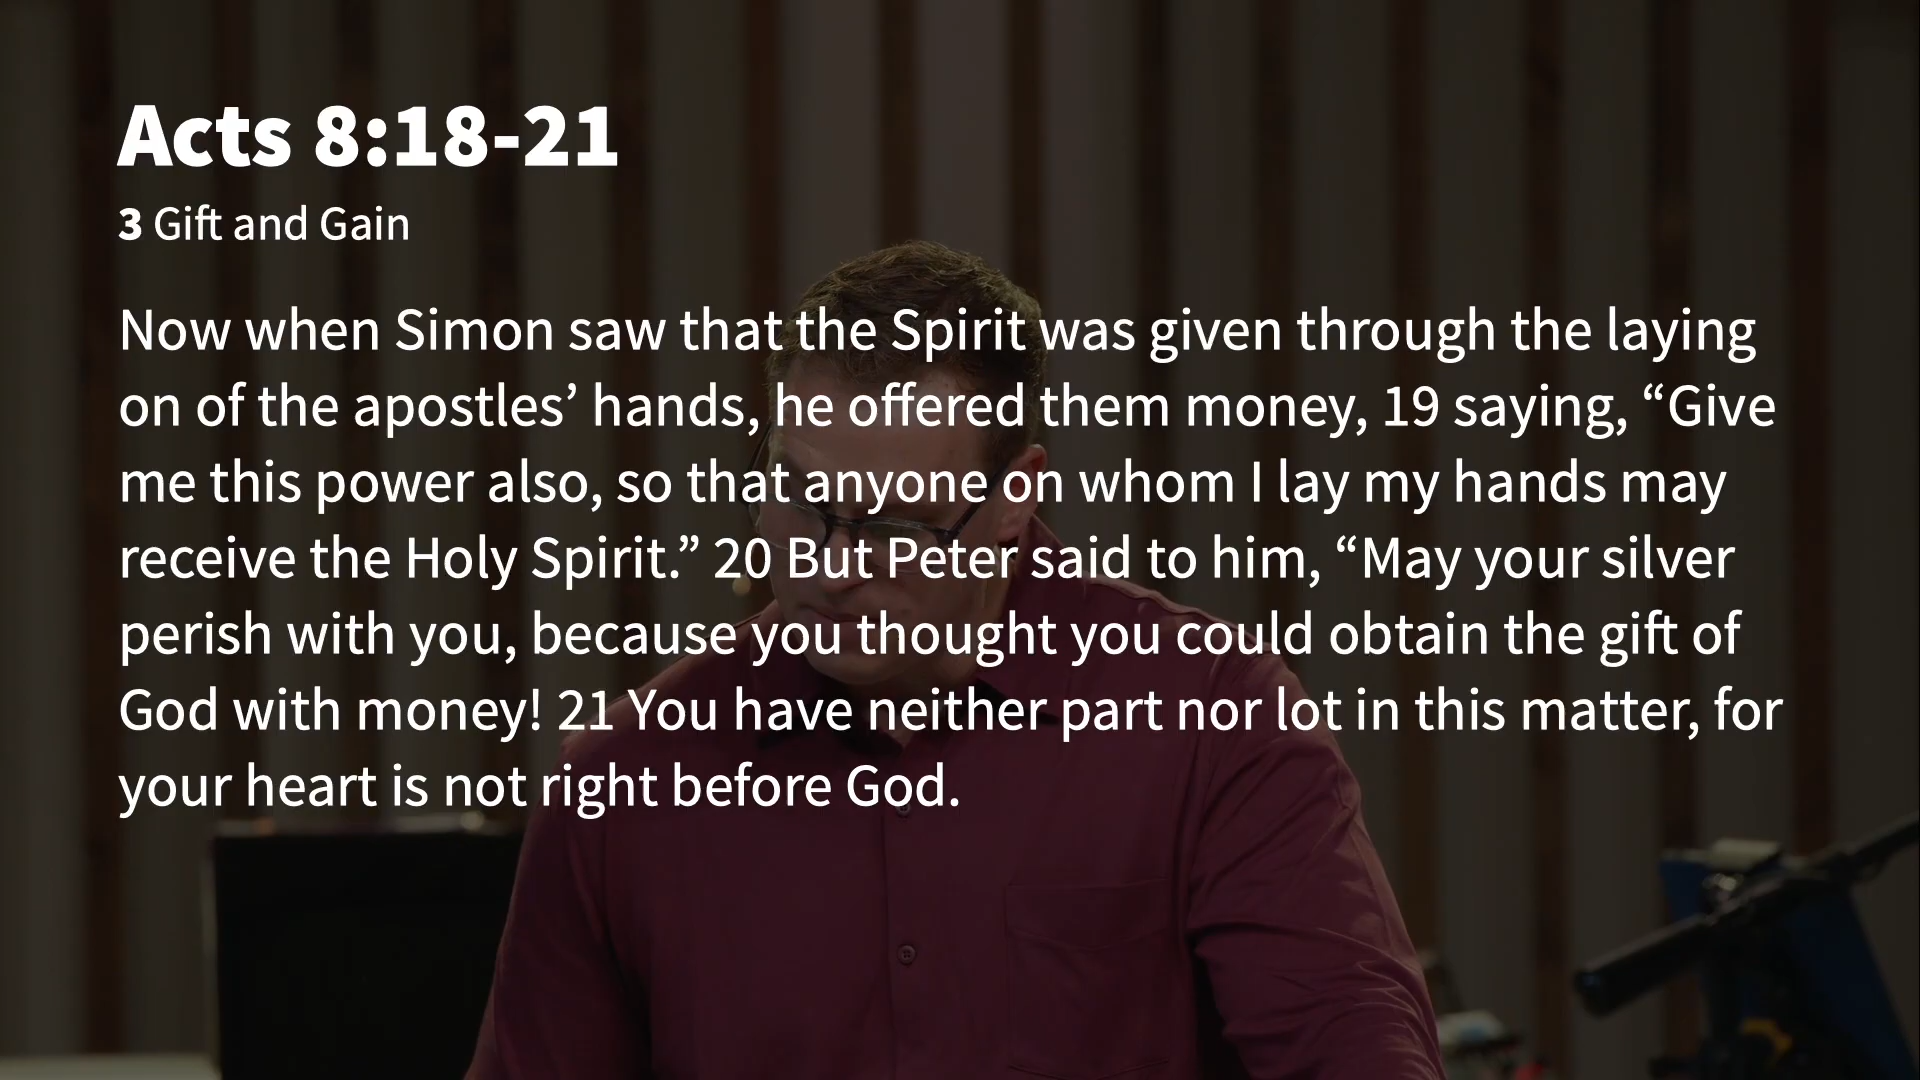 Acts 8:18-21
3 Gift and Gain
Now when Simon saw that the Spirit was given through the laying
on of the apostles’ hands, he offered them money, 19 saying, “Give
me this power also, so that anyone on whom I lay my hands may
receive the Holy Spirit.” 20 But Peter said to him, “May your silver
perish with you, because you thought you could obtain the gift of
God with money! 21 You have neither part nor lot in this matter, for
your heart is not right before God.